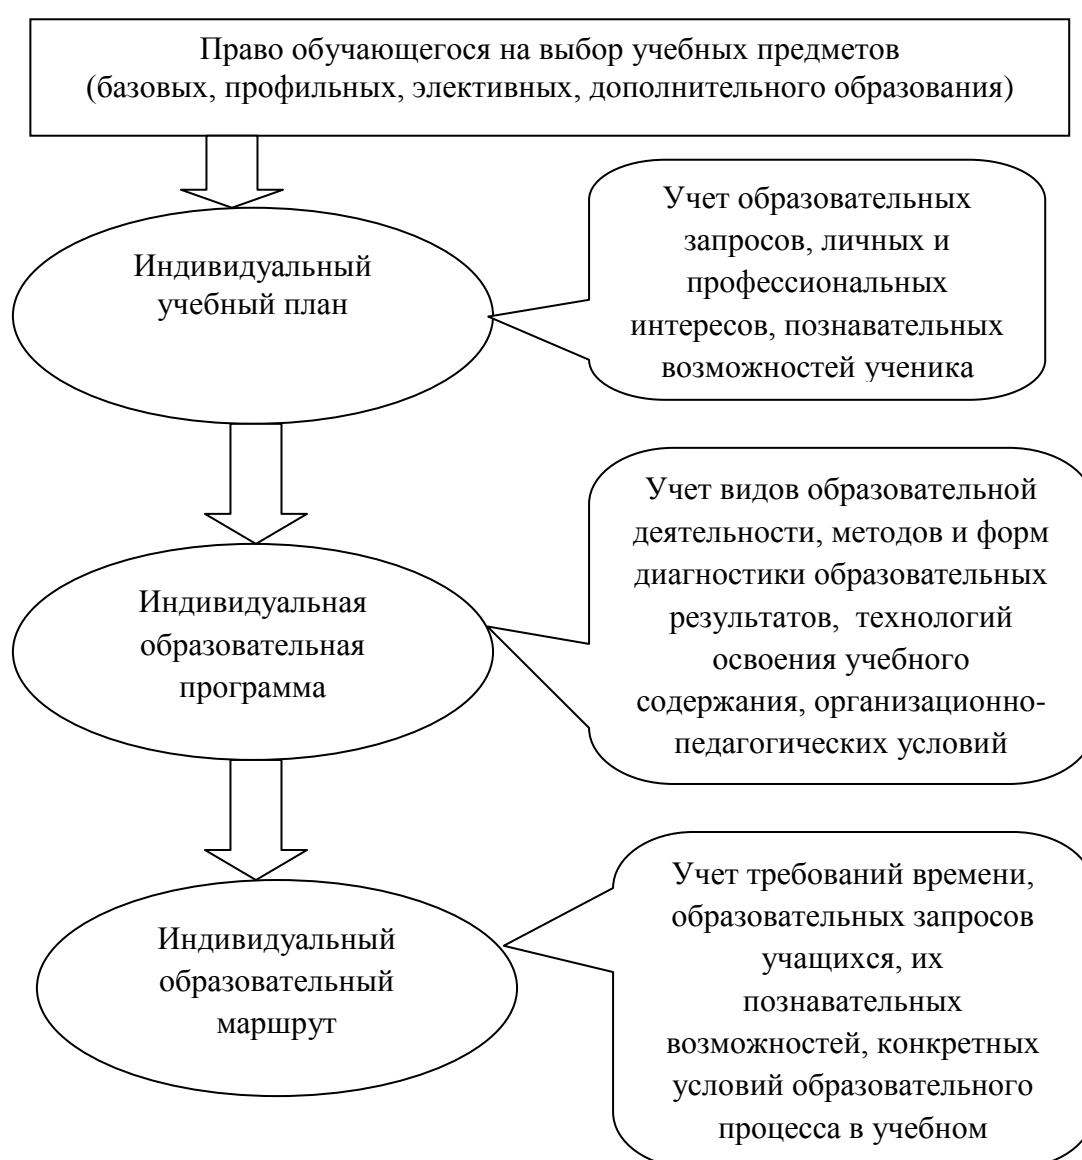 Право обучающегося на выбор учебных предметов
(базовых, профильных, элективных, дополнительного образования)
Индивидуальный
учебный план
Учет образовательных
запросов, личных и
профессиональных
интересов, познавательных
возможностей ученика
Индивидуальная
образовательная
программа
Учет видов образовательной
деятельности, методов и форм
диагностики образовательных
результатов, технологий
освоения учебного
содержания, организационно-
педагогических условий
Индивидуальный
образовательный
маршрут
Учет требований времени,
образовательных запросов
учащихся, их
познавательных
возможностей, конкретных
условий образовательного
процесса в учебном